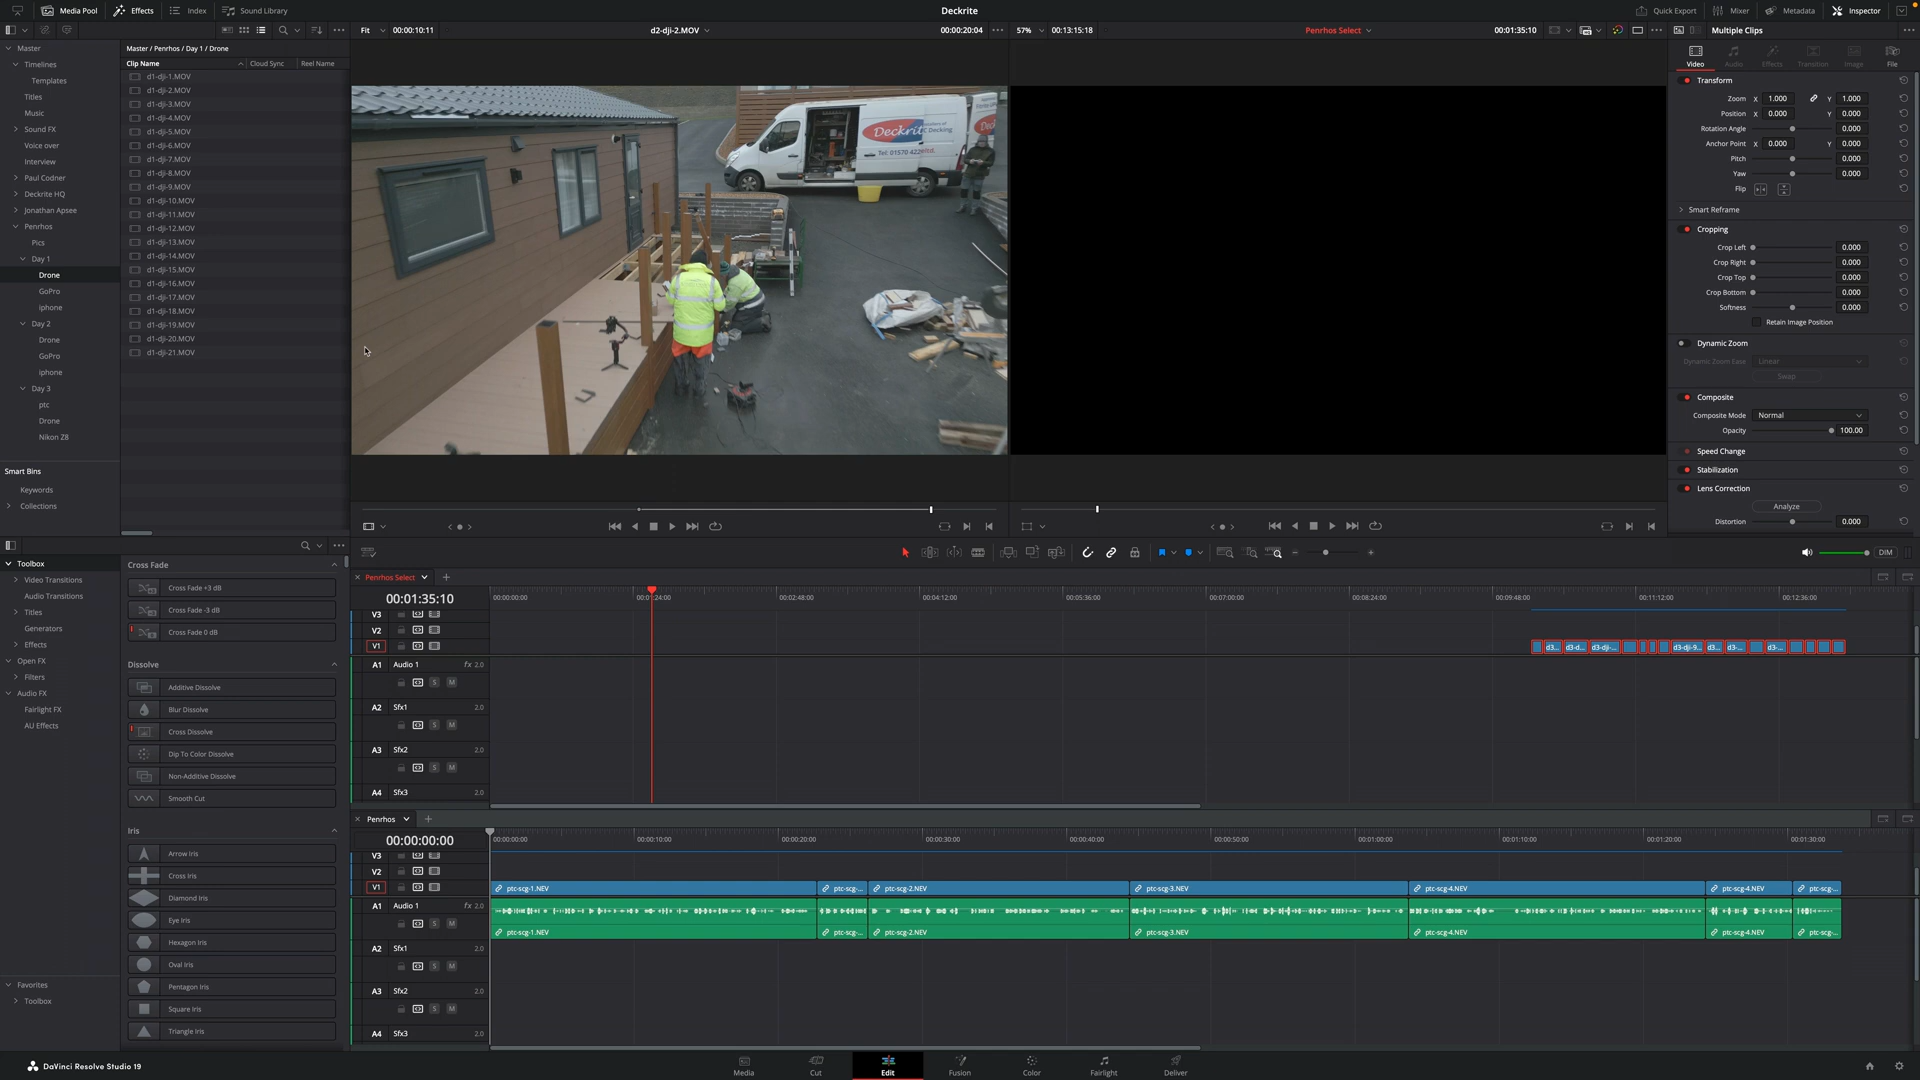 Media Pool
Effects
Index
Sound Library
Deckrite
Quick Export
Mixer
Metadata
Inspector
Fit
00:00:10:11
d2-dji-2.MOV
00:00:20:04
57%
00:13:15:18
Penrhos Select
00:01:35:10
Multiple Clips
Master
Timelines
Templates
Titles
Music
Sound FX
Voice over
Interview
Paul Codner
Deckrite HQ
Jonathan Apsee
Penrhos
Pics
Day 1
Drone
GoPro
iphone
Day 2
Drone
GoPro
iphone
Day 3
ptc
Drone
Nikon Z8
Smart Bins
Keywords
Collections
Master / Penrhos / Day 1 / Drone
Clip Name
Cloud Sync
Reel Name
d1-dji-1.MOV
d1-dji-2.MOV
d1-dji-3.MOV
d1-dji-4.MOV
d1-dji-5.MOV
d1-dji-6.MOV
d1-dji-7.MOV
d1-dji-8.MOV
d1-dji-9.MOV
d1-dji-10.MOV
d1-dji-11.MOV
d1-dji-12.MOV
d1-dji-13.MOV
d1-dji-14.MOV
d1-dji-15.MOV
d1-dji-16.MOV
d1-dji-17.MOV
d1-dji-18.MOV
d1-dji-19.MOV
d1-dji-20.MOV
d1-dji-21.MOV
Deckrite
Decking
Tel: 01570
Video
Audio
Effects
Transition
Image
File
Transform
Zoom X 1.000 Y 1.000
Position X 0.000 Y 0.000
Rotation Angle 0.000
Anchor Point X 0.000 Y 0.000
Pitch 0.000
Yaw 0.000
Flip
Smart Reframe
Cropping
Crop Left 0.000
Crop Right 0.000
Crop Top 0.000
Crop Bottom 0.000
Softness 0.000
Retain Image Position
Dynamic Zoom
Dynamic Zoom Ease Linear
Swap
Composite
Composite Mode Normal
Opacity 100.00
Speed Change
Stabilization
Lens Correction
Analyze
Distortion 0.000
DIM
Toolbox
Video Transitions
Audio Transitions
Titles
Generators
Effects
Open FX
Filters
Audio FX
Fairlight FX
AU Effects
Favorites
Toolbox
Cross Fade
Cross Fade +3 dB
Cross Fade -3 dB
Cross Fade 0 dB
Dissolve
Additive Dissolve
Blur Dissolve
Cross Dissolve
Dip To Color Dissolve
Non-Additive Dissolve
Smooth Cut
Iris
Arrow Iris
Cross Iris
Diamond Iris
Eye Iris
Hexagon Iris
Oval Iris
Pentagon Iris
Square Iris
Triangle Iris
Penrhos Select
00:01:35:10
00:00:00:00
00:01:24:00
00:02:48:00
00:04:12:00
00:05:36:00
00:07:00:00
00:08:24:00
00:09:48:00
00:11:12:00
00:12:36:00
V3
V2
V1
d3...
d3-d...
d3-dji-...
d3-dji-9...
d3...
d3-...
d3-...
A1 Audio 1 fx 2.0
S M
A2 Sfx1 2.0
S M
A3 Sfx2 2.0
S M
A4 Sfx3 2.0
Penrhos
00:00:00:00
00:00:00:00
00:00:10:00
00:00:20:00
00:00:30:00
00:00:40:00
00:00:50:00
00:01:00:00
00:01:10:00
00:01:20:00
00:01:30:00
V3
V2
V1
ptc-scg-1.NEV
ptc-scg-...
ptc-scg-2.NEV
ptc-scg-3.NEV
ptc-scg-4.NEV
ptc-scg-4.NEV
ptc-scg-...
A1 Audio 1 fx 2.0
S M
ptc-scg-1.NEV
ptc-scg-...
ptc-scg-2.NEV
ptc-scg-3.NEV
ptc-scg-4.NEV
ptc-scg-4.NEV
ptc-scg-...
A2 Sfx1 2.0
S M
A3 Sfx2 2.0
S M
A4 Sfx3 2.0
DaVinci Resolve Studio 19
Media
Cut
Edit
Fusion
Color
Fairlight
Deliver